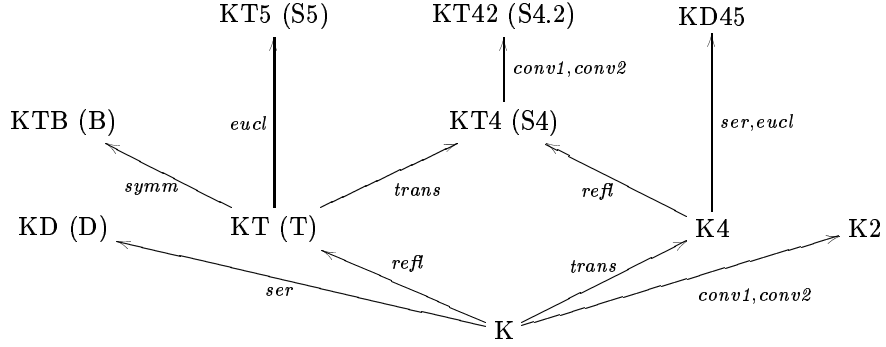 KT5 (S5) KT42 (S4.2) KD45
conv1,conv2
KTB (B) eucl KT4 (S4) ser,eucl
symm trans refl
KD (D) KT (T) K4 K2
refl trans
ser conv1,conv2
K